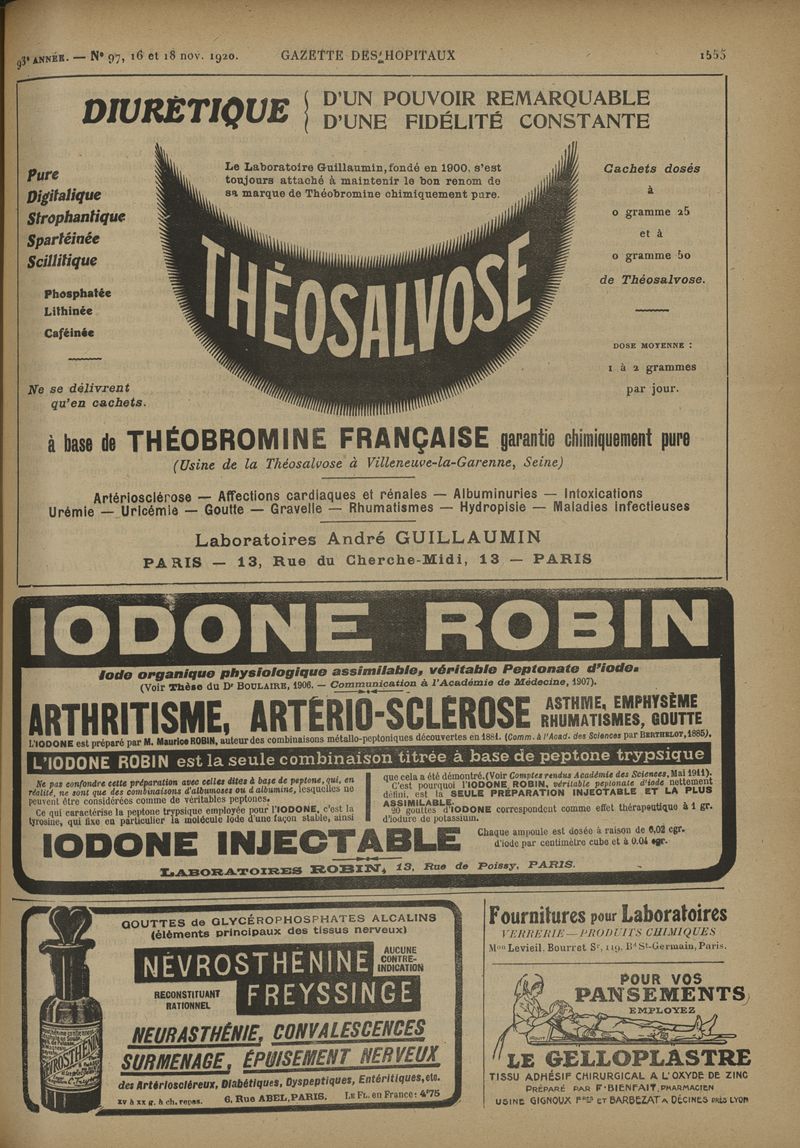 93e ANNÉE. — N° 97, 16 et 18 nov. 1920.
GAZETTE DES HOPITAUX
1555
DIURÉTIQUE
D'UN POUVOIR REMARQUABLE
D'UNE FIDÉLITÉ CONSTANTE
Pure
Digitalique
Strophantique
Spartéinée
Scillitique
Phosphatée
Lithinée
Caféinée
Ne se délivrent
qu'en cachets.
Le Laboratoire Guillaumin, fondé en 1900, s'est
toujours attaché à maintenir le bon renom de
sa marque de Théobromine chimiquement pure.
THÉOSALVOSE
Cachets dosés
à
0 gramme 25
et à
0 gramme 50
de Théosalvose.
DOSE MOYENNE :
1 à 2 grammes
par jour.
à base de THÉOBROMINE FRANÇAISE garantie chimiquement pure
(Usine de la Théosalvose à Villeneuve-la-Garenne, Seine)
Artériosclérose — Affections cardiaques et rénales — Albuminuries — Intoxications
Urémie — Uricémie — Goutte — Gravelle — Rhumatismes — Hydropisie — Maladies infectieuses
Laboratoires André GUILLAUMIN
PARIS — 13, Rue du Cherche-Midi, 13 — PARIS
IODONE ROBIN
Iode organique physiologique assimilable, véritable Peptonate d'iode.
(Voir Thèse du Dr BOULAIRE, 1906. — Communication à l'Académie de Médecine, 1907).
ARTHRITISME, ARTÉRIO-SCLÉROSE
ASTHME, EMPHYSÈME
RHUMATISMES, GOUTTE
L'IODONE est préparé par M. Maurice ROBIN, auteur des combinaisons métallo-peptoniques découvertes en 1881. (Comm. à l'Acad. des Sciences par BERTHELOT, 1885).
L'IODONE ROBIN est la seule combinaison titrée à base de peptone trypsique
Ne pas confondre cette préparation avec celles dites à base de peptone, qui, en
réalité, ne sont que des combinaisons d'albumoses ou d'albumine, lesquelles ne
peuvent être considérées comme de véritables peptones.
Ce qui caractérise la peptone trypsique employée pour l'IODONE, c'est la
tyrosine, qui fixe en particulier la molécule Iode d'une façon stable, ainsi
que cela a été démontré. (Voir Comptes rendus Académie des Sciences, Mai 1911).
C'est pourquoi l'IODONE ROBIN, véritable peptonate d'iode nettement
défini, est la SEULE PRÉPARATION INJECTABLE ET LA PLUS
ASSIMILABLE.
20 gouttes d'IODONE correspondent comme effet thérapeutique à 1 gr.
d'iodure de potassium.
IODONE INJECTABLE
Chaque ampoule est dosée à raison de 0,02 cgr.
d'iode par centimètre cube et à 0.04 cgr.
LABORATOIRES ROBIN, 13, Rue de Poissy, PARIS.
GOUTTES de GLYCÉROPHOSPHATES ALCALINS
(éléments principaux des tissus nerveux)
NÉVROSTHÉNINE
AUCUNE
CONTRE-
INDICATION
RECONSTITUANT
RATIONNEL
FREYSSINGE
NEURASTHÉNIE, CONVALESCENCES
SURMENAGE, ÉPUISEMENT NERVEUX
des Artérioscléreux, Diabétiques, Dyspeptiques, Entéritiques, etc.
XV à XX g. à ch. repas.
6, Rue ABEL, PARIS.
LE FL. en France: 4f75
Fournitures pour Laboratoires
VERRERIE — PRODUITS CHIMIQUES
Mon Levieil. Bourret Sr, 119, Bd St-Germain, Paris.
POUR VOS
PANSEMENTS
EMPLOYEZ
LE GELLOPLASTRE
TISSU ADHÉSIF CHIRURGICAL A L'OXYDE DE ZINC
PRÉPARÉ PAR F. BIENFAIT, PHARMACIEN
USINE GIGNOUX FRES ET BARBEZAT A DÉCINES PRÈS LYON